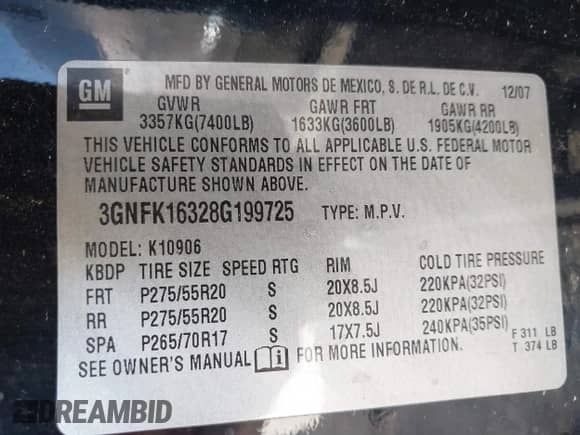 GM
MFD BY GENERAL MOTORS DE MEXICO, S. DE R.L. DE C.V. 12/07
GVWR GAWR FRT GAWR RR
3357KG(7400LB) 1633KG(3600LB) 1905KG(4200LB)
THIS VEHICLE CONFORMS TO ALL APPLICABLE U.S. FEDERAL MOTOR
VEHICLE SAFETY STANDARDS IN EFFECT ON THE DATE OF
MANUFACTURE SHOWN ABOVE.
3GNFK16328G199725 TYPE: M.P.V.
MODEL: K10906
KBDP TIRE SIZE SPEED RTG RIM COLD TIRE PRESSURE
FRT P275/55R20 S 20X8.5J 220KPA(32PSI)
RR P275/55R20 S 20X8.5J 220KPA(32PSI)
SPA P265/70R17 S 17X7.5J 240KPA(35PSI)
F 311 LB
SEE OWNER'S MANUAL FOR MORE INFORMATION.
T 374 LB
DREAMBID